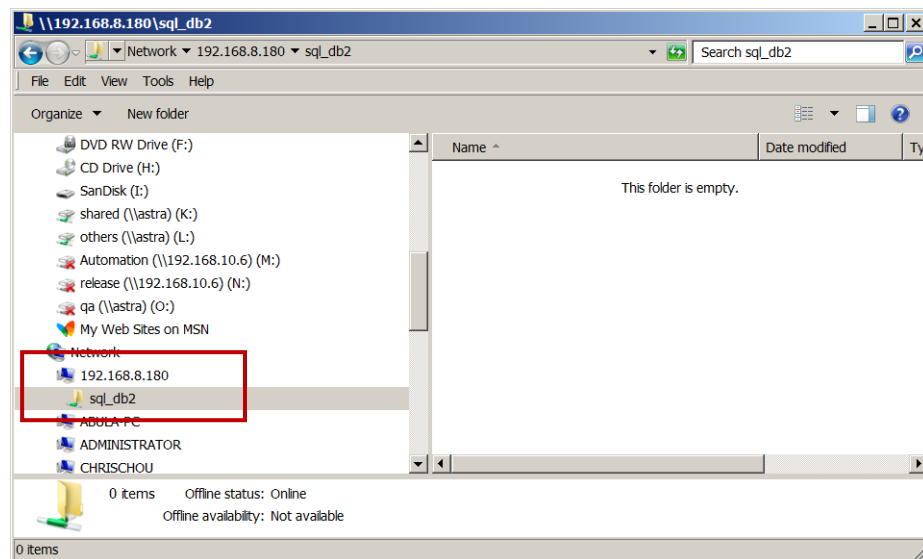 \\192.168.8.180\sql_db2
Network 192.168.8.180 sql_db2 Search sql_db2
File Edit View Tools Help
Organize New folder
DVD RW Drive (F:)
CD Drive (H:)
SanDisk (I:)
shared (\\astra) (K:)
others (\\astra) (L:)
Automation (\\192.168.10.6) (M:)
release (\\192.168.10.6) (N:)
qa (\\astra) (O:)
My Web Sites on MSN
Network
192.168.8.180
sql_db2
ABULA-PC
ADMINISTRATOR
CHRISCHOU
Name Date modified Ty
This folder is empty.
0 items Offline status: Online
Offline availability: Not available
0 items